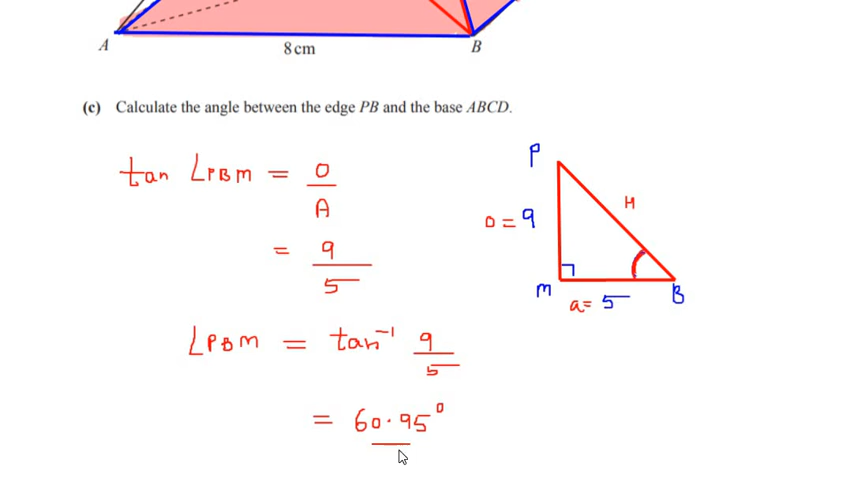 A
B
8 cm
(c) Calculate the angle between the edge PB and the base ABCD.
tan ∠PBM = O/A
= 9/5
∠PBM = tan⁻¹ 9/5
= 60.95°
P
H
O = 9
M
B
a = 5